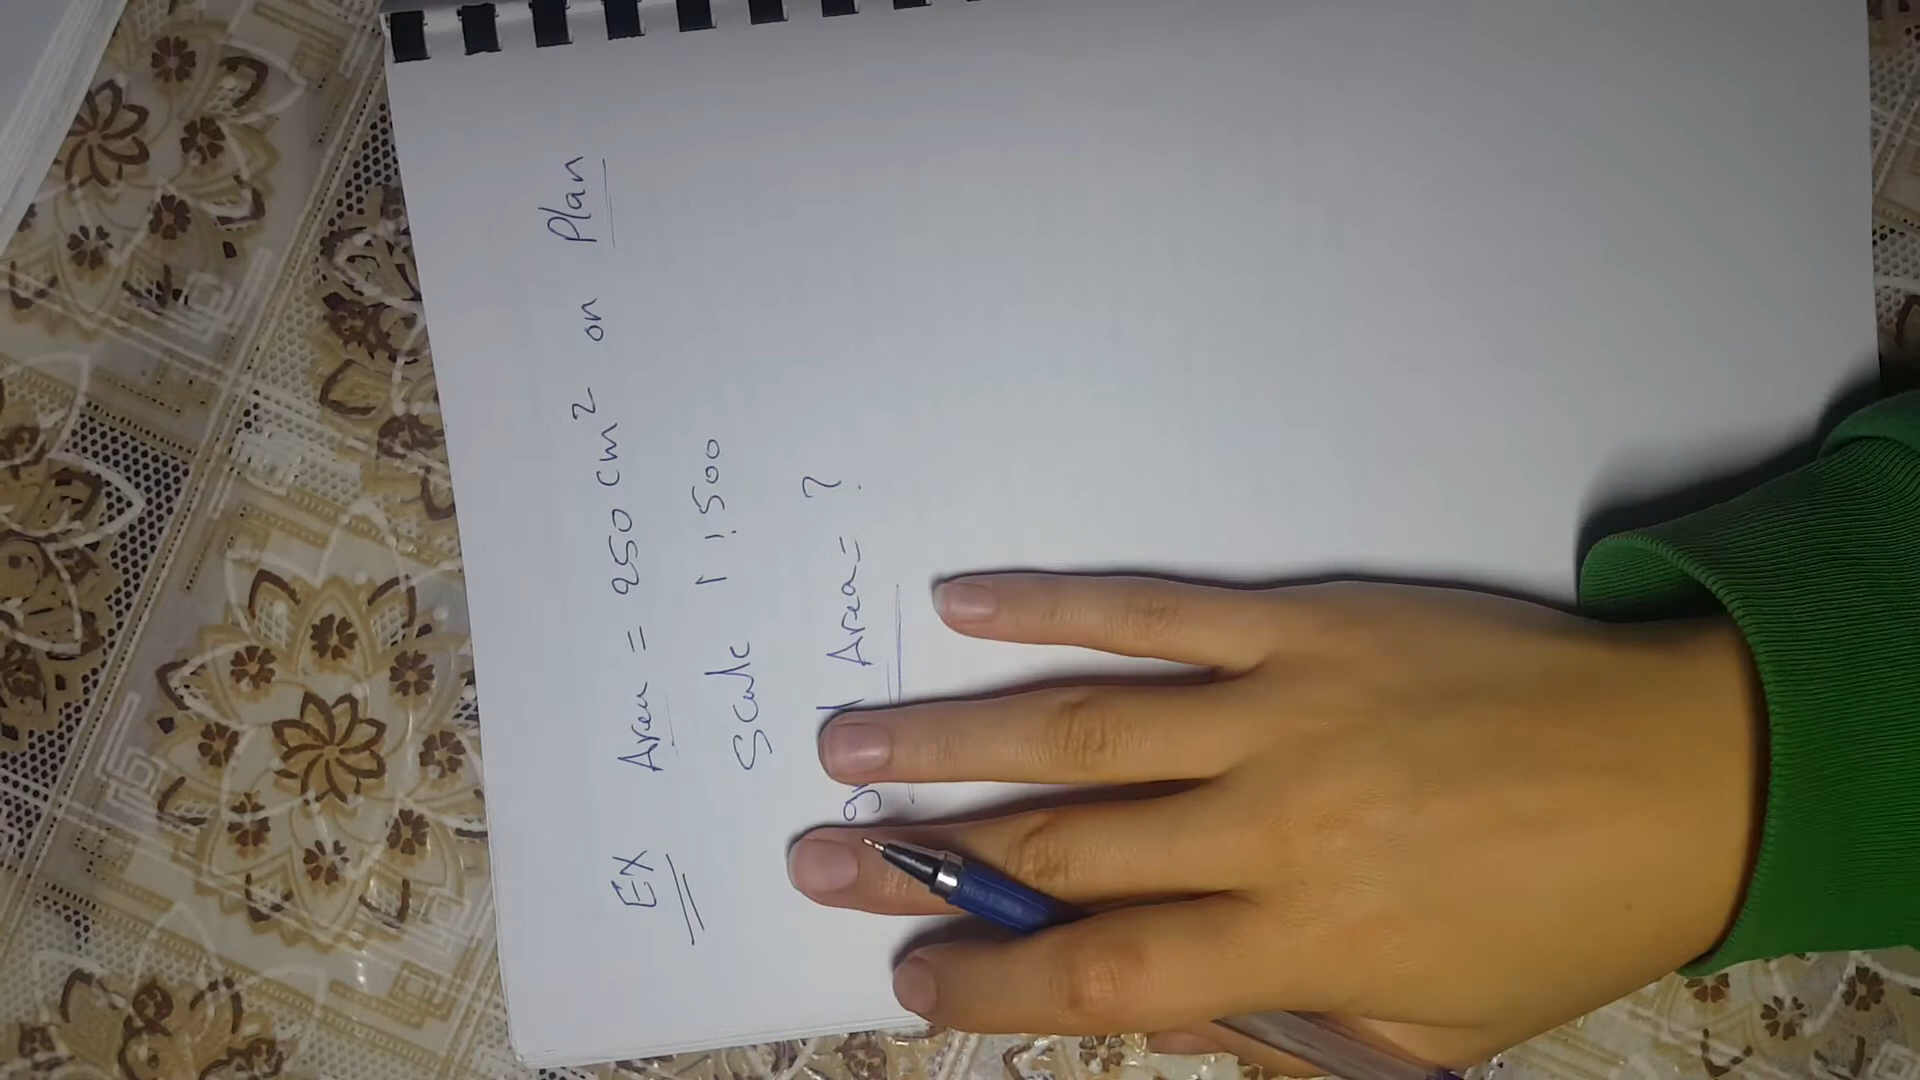 EX Area = 250 cm² on Plan
Scale 1:500
Area = ?